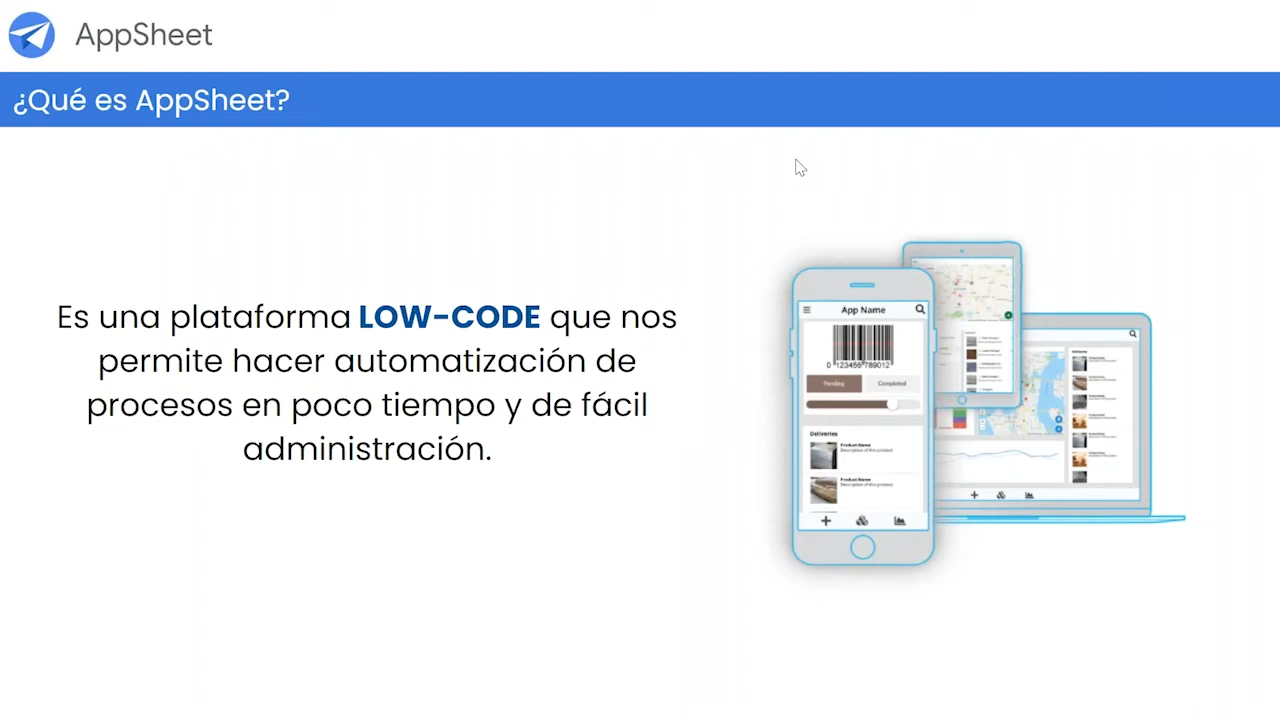 AppSheet
¿Qué es AppSheet?
Es una plataforma LOW-CODE que nos
permite hacer automatización de
procesos en poco tiempo y de fácil
administración.
App Name
0 123456 789012
Pending Completed
Deliveries
Product Name
Description of this product
Product Name
Description of this product